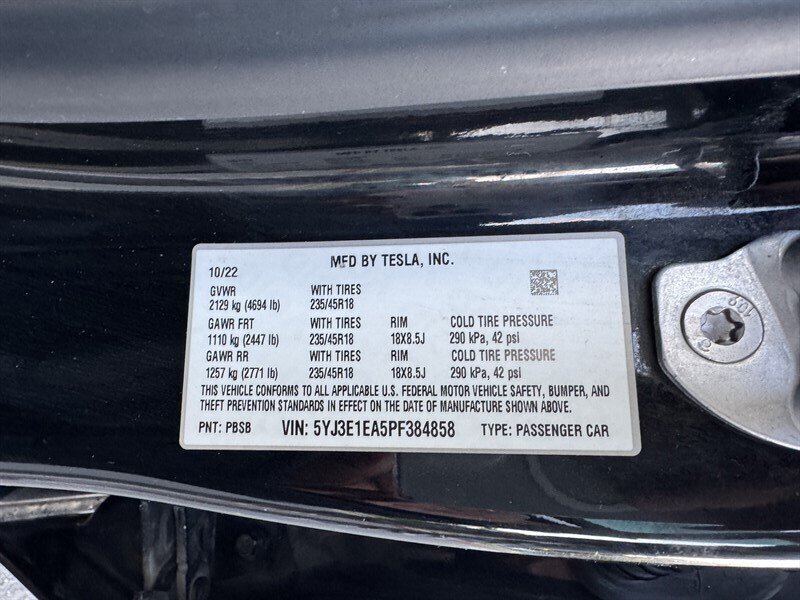 MFD BY TESLA, INC.
10/22
GVWR WITH TIRES
2129 kg (4694 lb) 235/45R18
GAWR FRT WITH TIRES RIM COLD TIRE PRESSURE
1110 kg (2447 lb) 235/45R18 18X8.5J 290 kPa, 42 psi
GAWR RR WITH TIRES RIM COLD TIRE PRESSURE
1257 kg (2771 lb) 235/45R18 18X8.5J 290 kPa, 42 psi
THIS VEHICLE CONFORMS TO ALL APPLICABLE U.S. FEDERAL MOTOR VEHICLE SAFETY, BUMPER, AND
THEFT PREVENTION STANDARDS IN EFFECT ON THE DATE OF MANUFACTURE SHOWN ABOVE.
PNT: PBSB VIN: 5YJ3E1EA5PF384858 TYPE: PASSENGER CAR